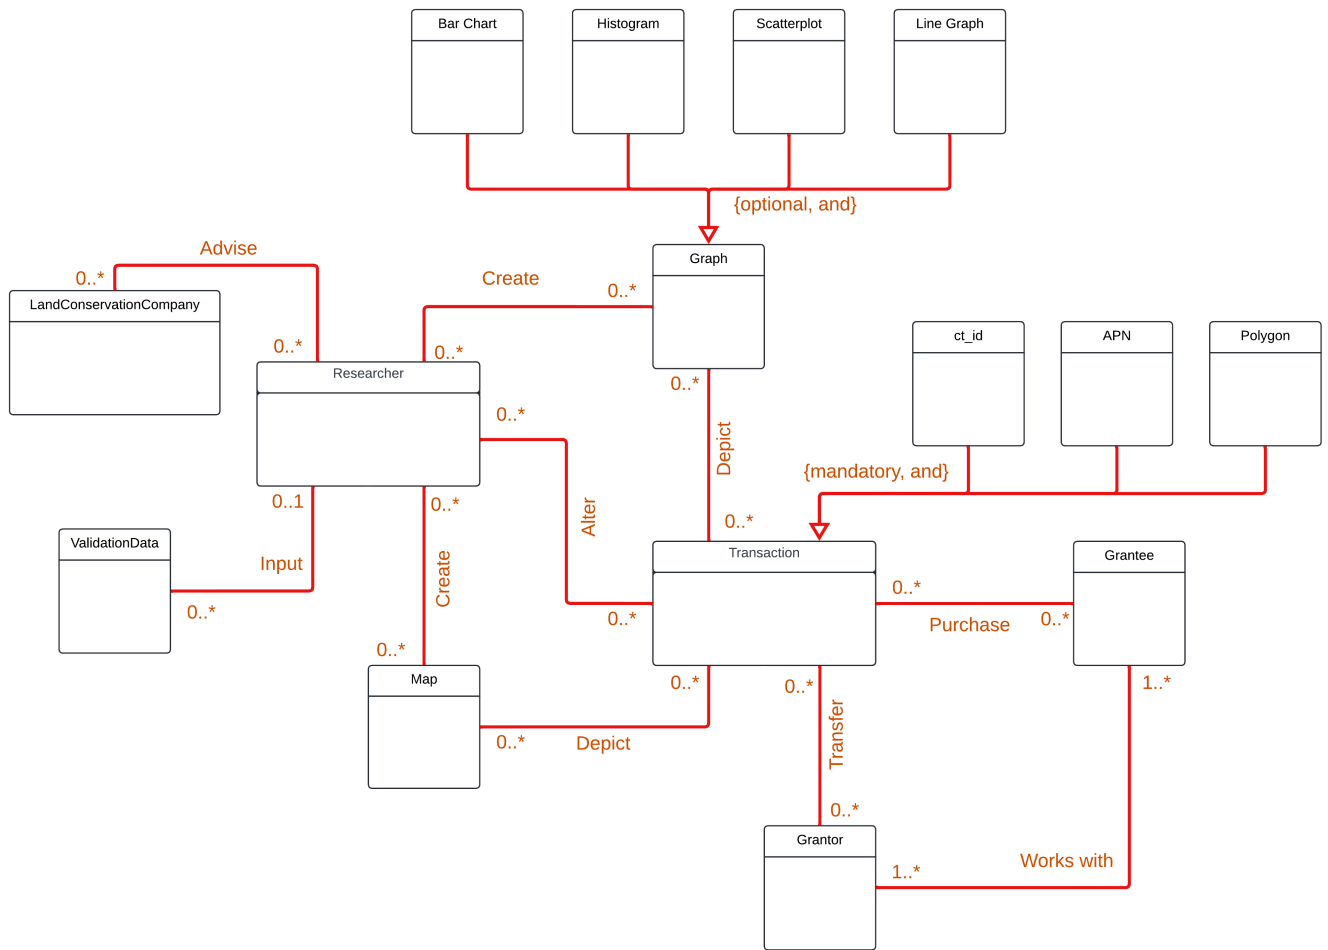 Bar Chart
Histogram
Scatterplot
Line Graph
{optional, and}
Advise
0..*
LandConservationCompany
Create
0..*
Graph
0..*
0..*
Researcher
0..*
ct_id
APN
Polygon
0..*
Depict
{mandatory, and}
0..1
0..*
Alter
0..*
ValidationData
Input
0..*
Create
Transaction
Grantee
0..*
0..*
Purchase
0..*
0..*
Map
0..*
0..*
0..*
1..*
0..*
Depict
Transfer
0..*
Grantor
1..*
Works with